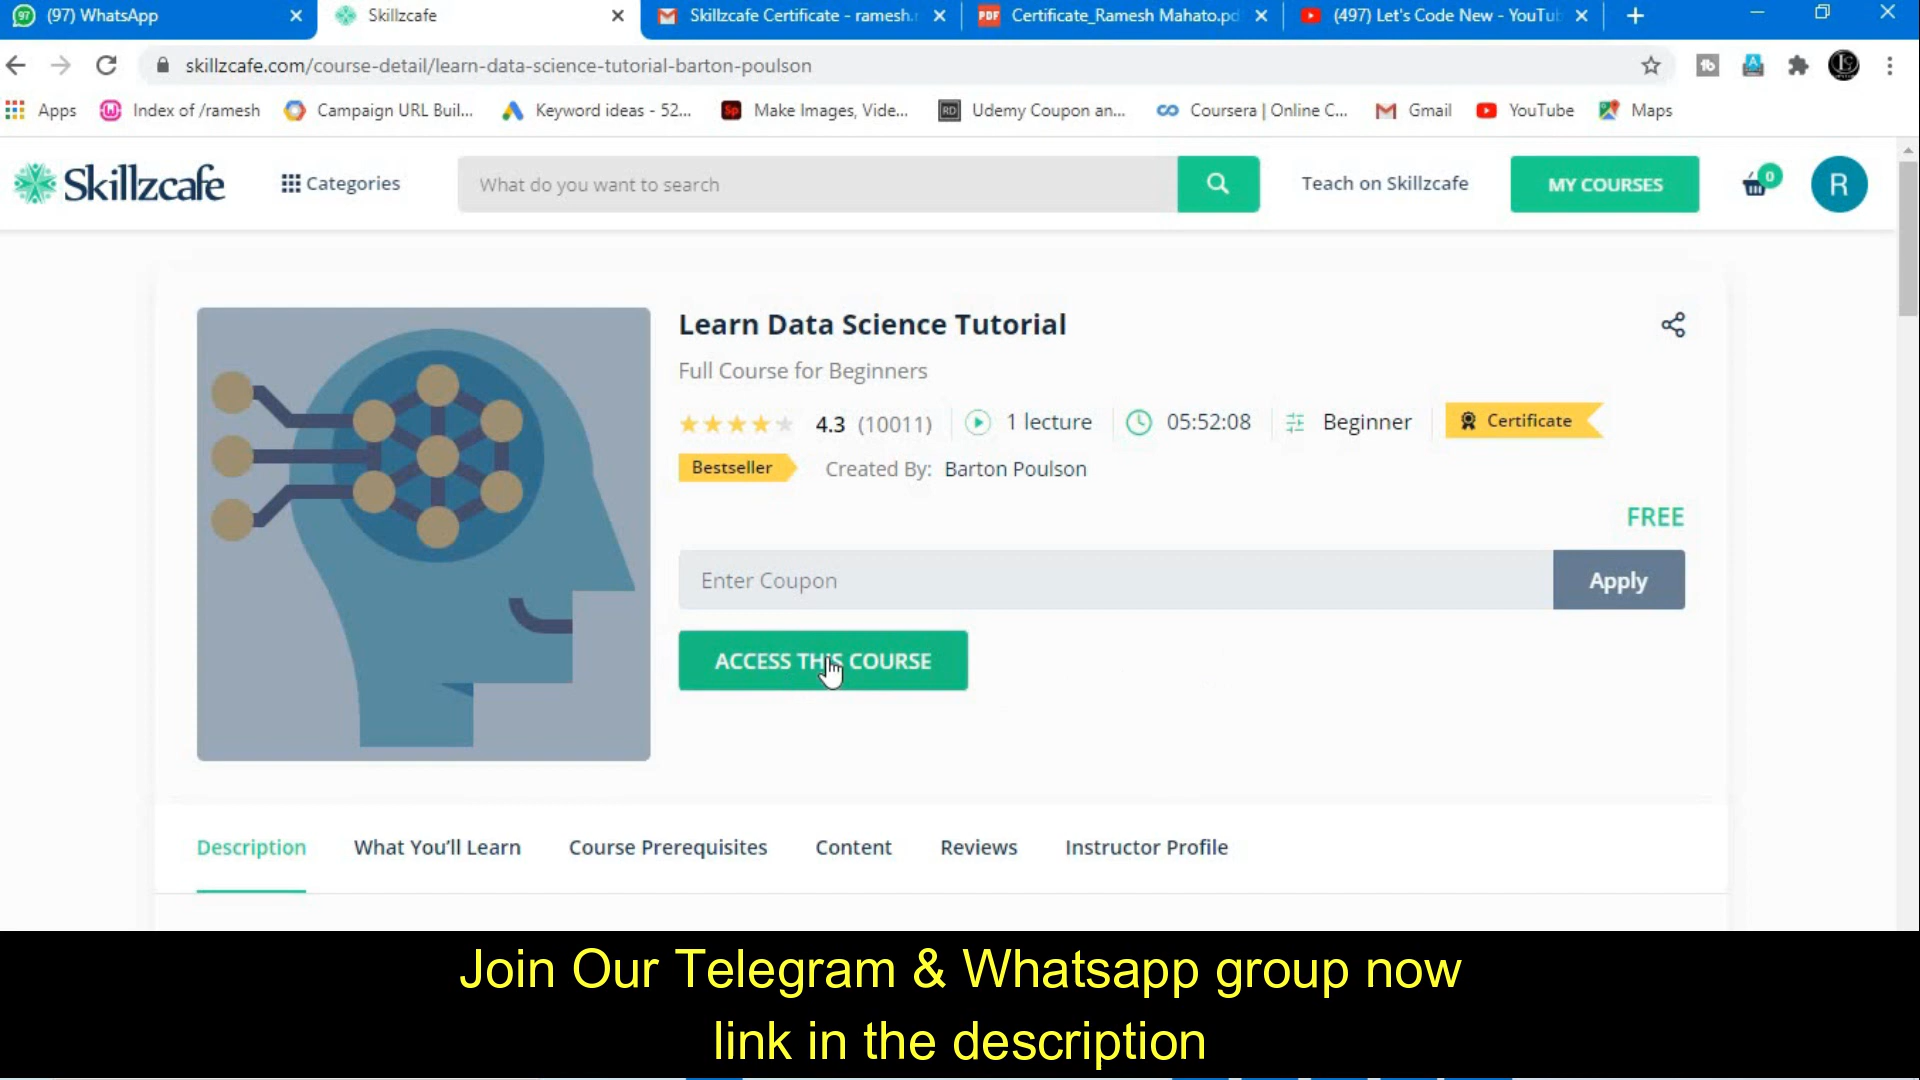 97
(97) WhatsApp
Skillzcafe
Skillzcafe Certificate - ramesh.r
PDF
Certificate_Ramesh Mahato.pd
(497) Let's Code New - YouTub
skillzcafe.com/course-detail/learn-data-science-tutorial-barton-poulson
Apps
Index of /ramesh
Campaign URL Buil...
Keyword ideas - 52...
Sp
Make Images, Vide...
RD
Udemy Coupon an...
Coursera | Online C...
Gmail
YouTube
Maps
Skillzcafe
Categories
What do you want to search
Teach on Skillzcafe
MY COURSES
0
R
Learn Data Science Tutorial
Full Course for Beginners
4.3 (10011)
1 lecture
05:52:08
Beginner
Certificate
Bestseller
Created By: Barton Poulson
FREE
Enter Coupon
Apply
ACCESS THIS COURSE
Description
What You'll Learn
Course Prerequisites
Content
Reviews
Instructor Profile
Join Our Telegram & Whatsapp group now
link in the description